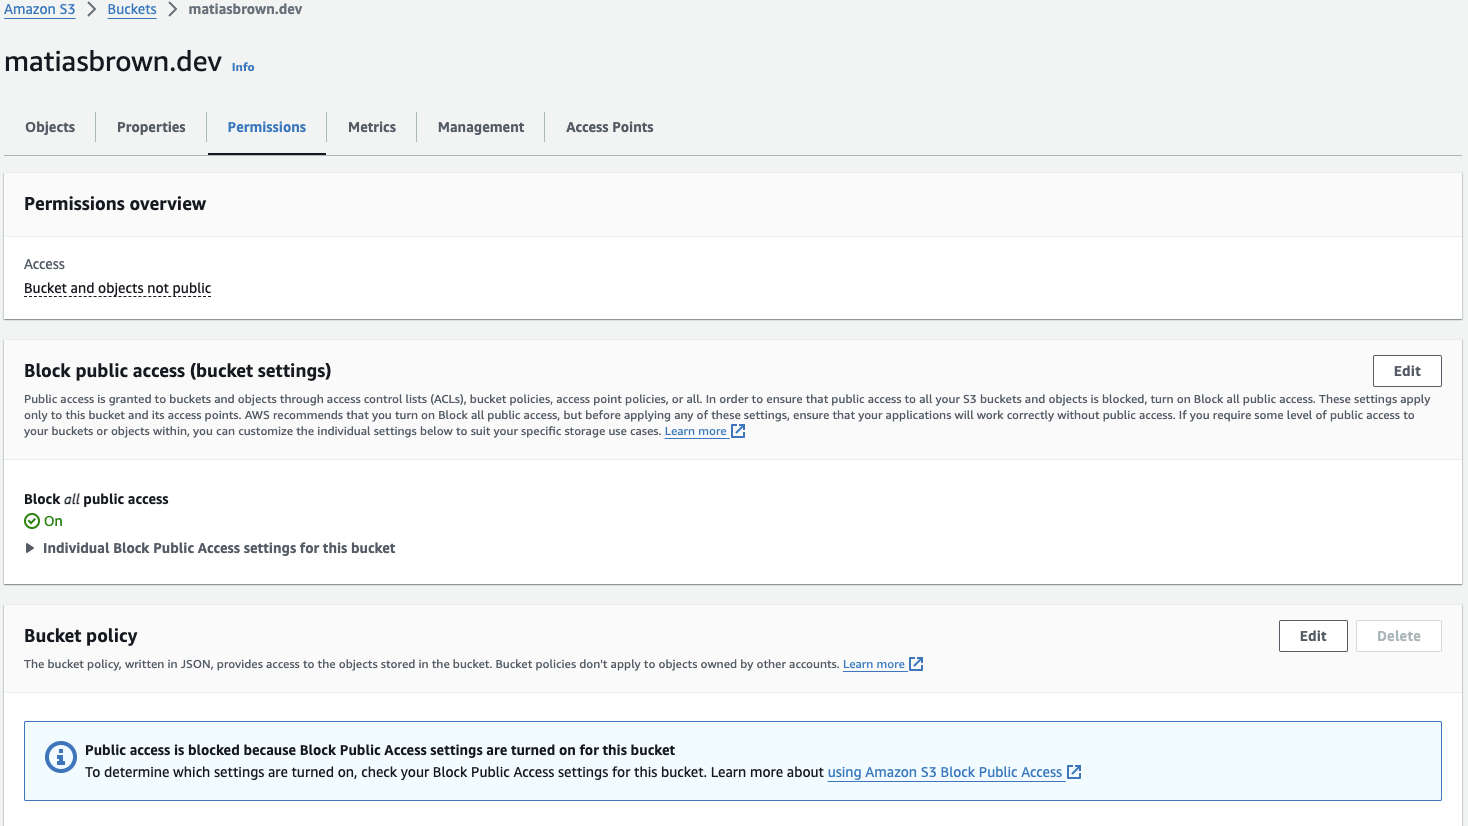 Amazon S3 > Buckets > matiasbrown.dev
matiasbrown.dev Info
Objects Properties Permissions Metrics Management Access Points
Permissions overview
Access
Bucket and objects not public
Block public access (bucket settings) Edit
Public access is granted to buckets and objects through access control lists (ACLs), bucket policies, access point policies, or all. In order to ensure that public access to all your S3 buckets and objects is blocked, turn on Block all public access. These settings apply
only to this bucket and its access points. AWS recommends that you turn on Block all public access, but before applying any of these settings, ensure that your applications will work correctly without public access. If you require some level of public access to
your buckets or objects within, you can customize the individual settings below to suit your specific storage use cases. Learn more
Block all public access
On
Individual Block Public Access settings for this bucket
Bucket policy Edit Delete
The bucket policy, written in JSON, provides access to the objects stored in the bucket. Bucket policies don't apply to objects owned by other accounts. Learn more
Public access is blocked because Block Public Access settings are turned on for this bucket
To determine which settings are turned on, check your Block Public Access settings for this bucket. Learn more about using Amazon S3 Block Public Access